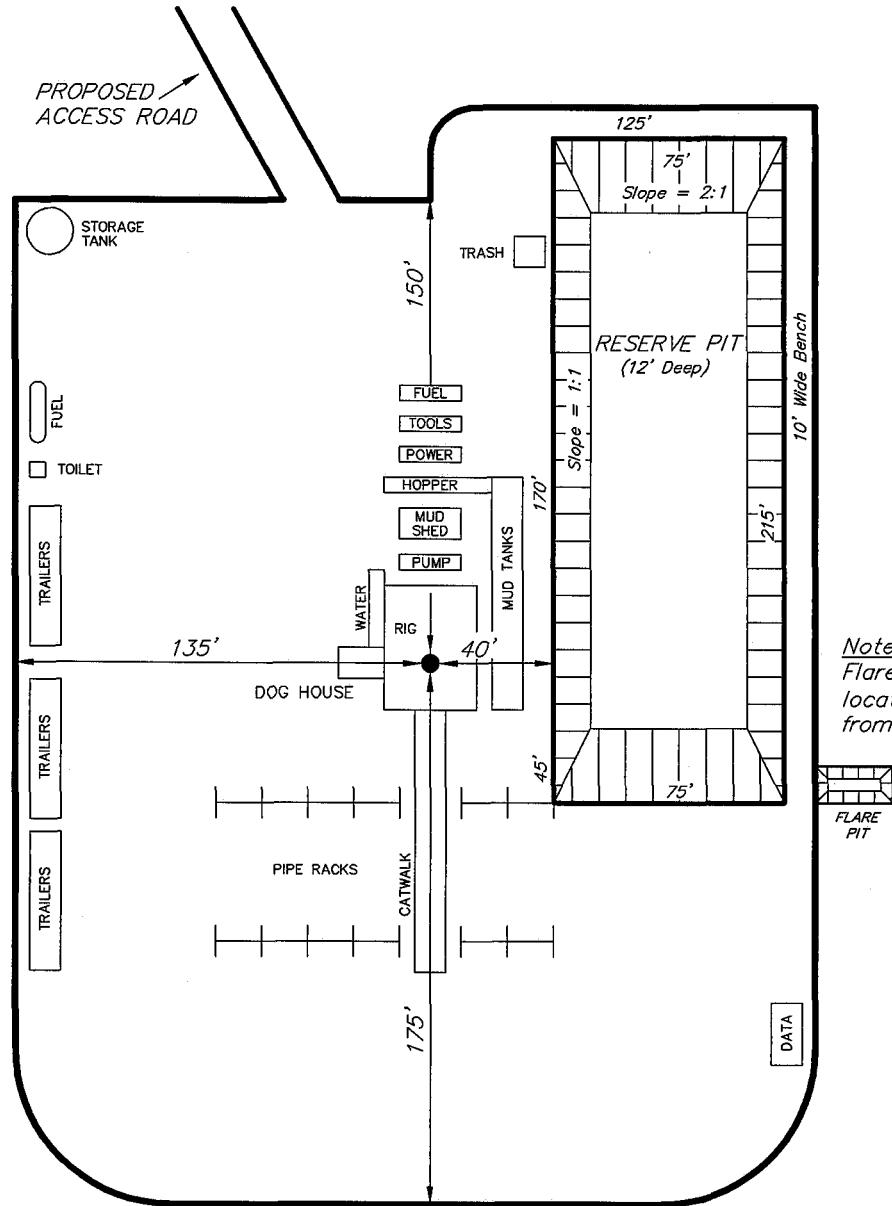 PROPOSED
ACCESS ROAD
125'
75'
Slope = 2:1
STORAGE
TANK
TRASH
150'
RESERVE PIT
(12' Deep)
10' Wide Bench
Slope = 1:1
FUEL
FUEL
TOOLS
POWER
TOILET
HOPPER
170'
215'
MUD
SHED
PUMP
MUD TANKS
TRAILERS
WATER
RIG
135'
40'
DOG HOUSE
Note
Flare
locat
from
TRAILERS
45'
75'
FLARE
PIT
PIPE RACKS
CATWALK
TRAILERS
175'
DATA